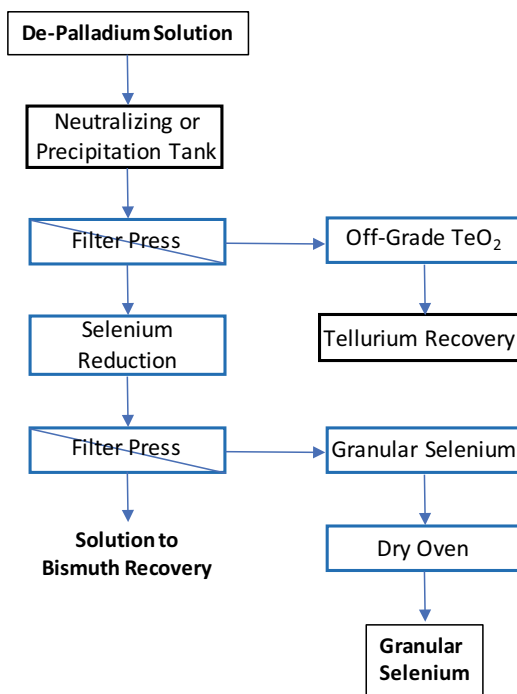 De-Palladium Solution
Neutralizing or
Precipitation Tank
Filter Press
Off-Grade TeO₂
Selenium
Reduction
Tellurium Recovery
Filter Press
Granular Selenium
Solution to
Bismuth Recovery
Dry Oven
Granular
Selenium